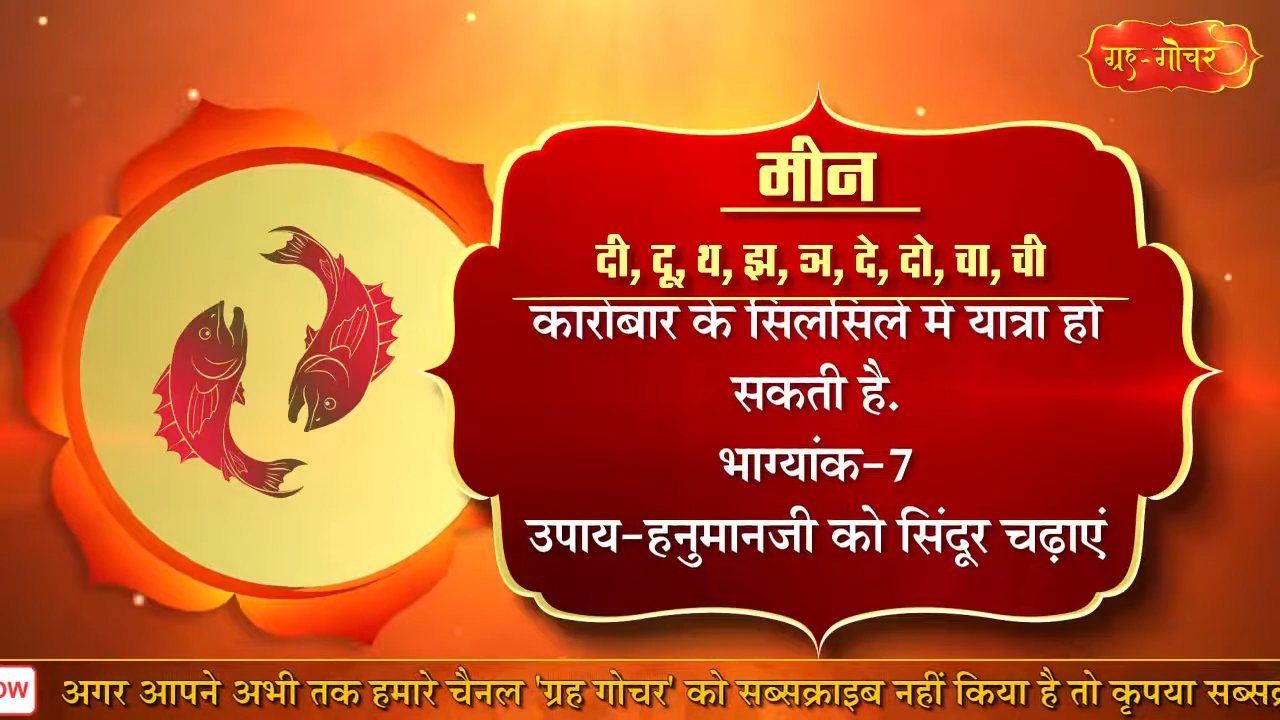 ग्रह-गोचर
मीन
दी, दू, थ, झ, ञ, दे, दो, चा, ची
कारोबार के सिलसिले में यात्रा हो
सकती है.
भाग्यांक-7
उपाय-हनुमानजी को सिंदूर चढ़ाएं
OW अगर आपने अभी तक हमारे चैनल 'ग्रह गोचर' को सब्सक्राइब नहीं किया है तो कृपया